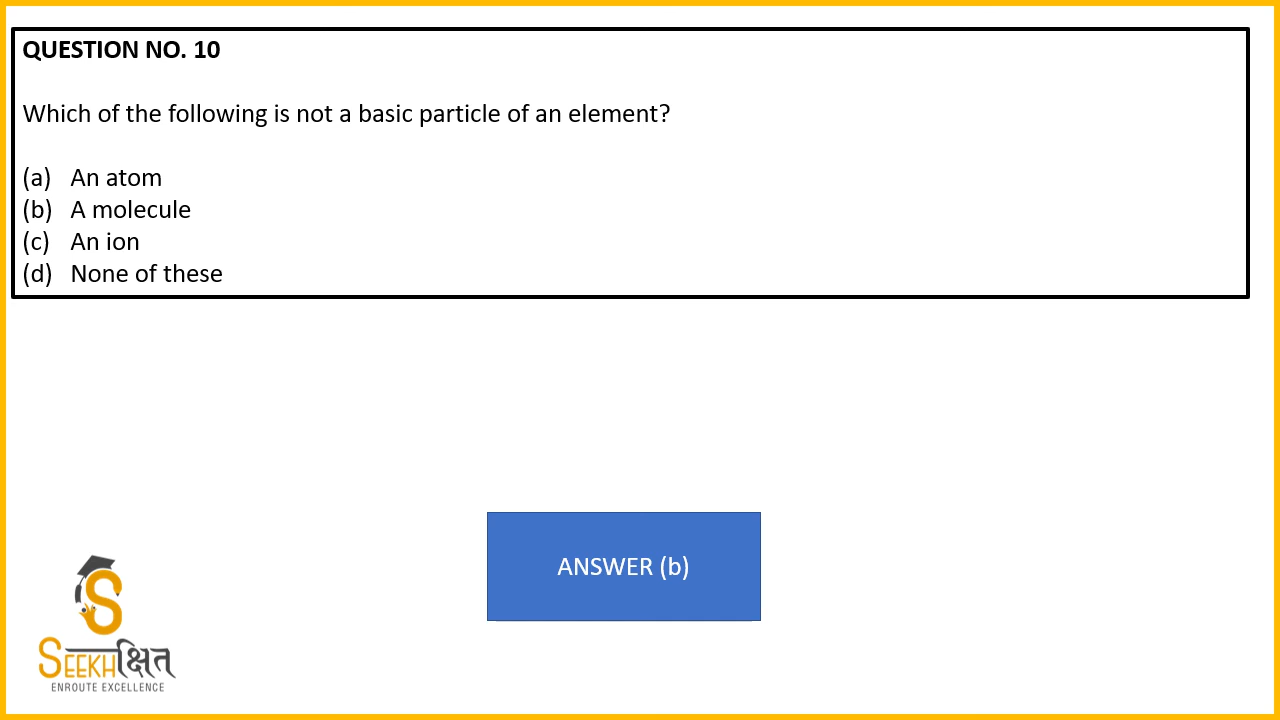 QUESTION NO. 10
Which of the following is not a basic particle of an element?
(a) An atom
(b) A molecule
(c) An ion
(d) None of these
ANSWER (b)
S
SEEKHक्षित
ENROUTE EXCELLENCE